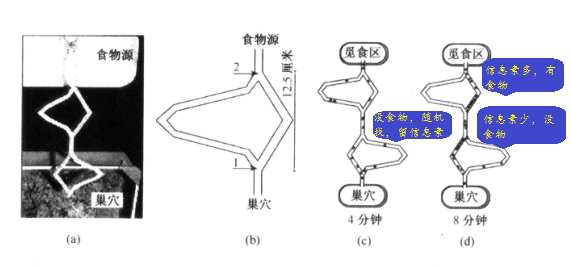 食物源
巢穴
(a)
食物源
2
12.5厘米
1
巢穴
(b)
觅食区
没食物，随机
找，留信息素
巢穴
4分钟
(c)
觅食区
信息素多，有
食物
信息素少，没
食物
巢穴
8分钟
(d)